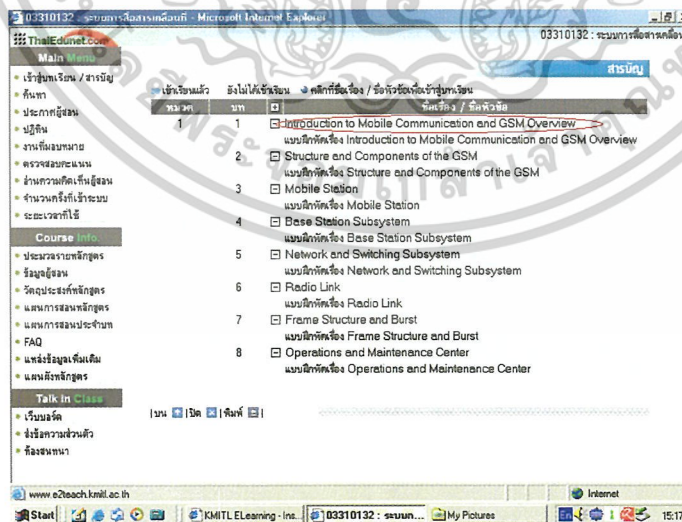 03310132 : ระบบการสื่อสารเคลื่อนที่ - Microsoft Internet Explorer
ThaiEdunet.com
03310132 : ระบบการสื่อสารเคลื่อน
Main Menu
เข้าสู่บทเรียน / สารบัญ
ค้นหา
ประกาศผู้สอน
ปฏิทิน
งานที่มอบหมาย
ตรวจสอบคะแนน
อ่านความคิดเห็นผู้สอน
จำนวนครั้งที่เข้าระบบ
ระยะเวลาที่ใช้
Course Info
ประมวลรายหลักสูตร
ข้อมูลผู้สอน
วัตถุประสงค์หลักสูตร
แผนการสอนหลักสูตร
แผนการสอนประจำบท
FAQ
แหล่งข้อมูลเพิ่มเติม
แผนผังหลักสูตร
Talk in Class
เว็บบอร์ด
ส่งข้อความส่วนตัว
ห้องสนทนา
สารบัญ
เข้าเรียนแล้ว ยังไม่ได้เข้าเรียน คลิกที่ชื่อเรื่อง / ชื่อหัวข้อเพื่อเข้าสู่บทเรียน
หมวด บท ชื่อเรื่อง / ชื่อหัวข้อ
1 1 Introduction to Mobile Communication and GSM Overview
แบบฝึกหัดเรื่อง Introduction to Mobile Communication and GSM Overview
2 Structure and Components of the GSM
แบบฝึกหัดเรื่อง Structure and Components of the GSM
3 Mobile Station
แบบฝึกหัดเรื่อง Mobile Station
4 Base Station Subsystem
แบบฝึกหัดเรื่อง Base Station Subsystem
5 Network and Switching Subsystem
แบบฝึกหัดเรื่อง Network and Switching Subsystem
6 Radio Link
แบบฝึกหัดเรื่อง Radio Link
7 Frame Structure and Burst
แบบฝึกหัดเรื่อง Frame Structure and Burst
8 Operations and Maintenance Center
แบบฝึกหัดเรื่อง Operations and Maintenance Center
|บน |ปิด |พิมพ์ |
www.e2teach.kmitl.ac.th Internet
Start KMITL ELearning - Ins... 03310132 : ระบบก... My Pictures En 15:17